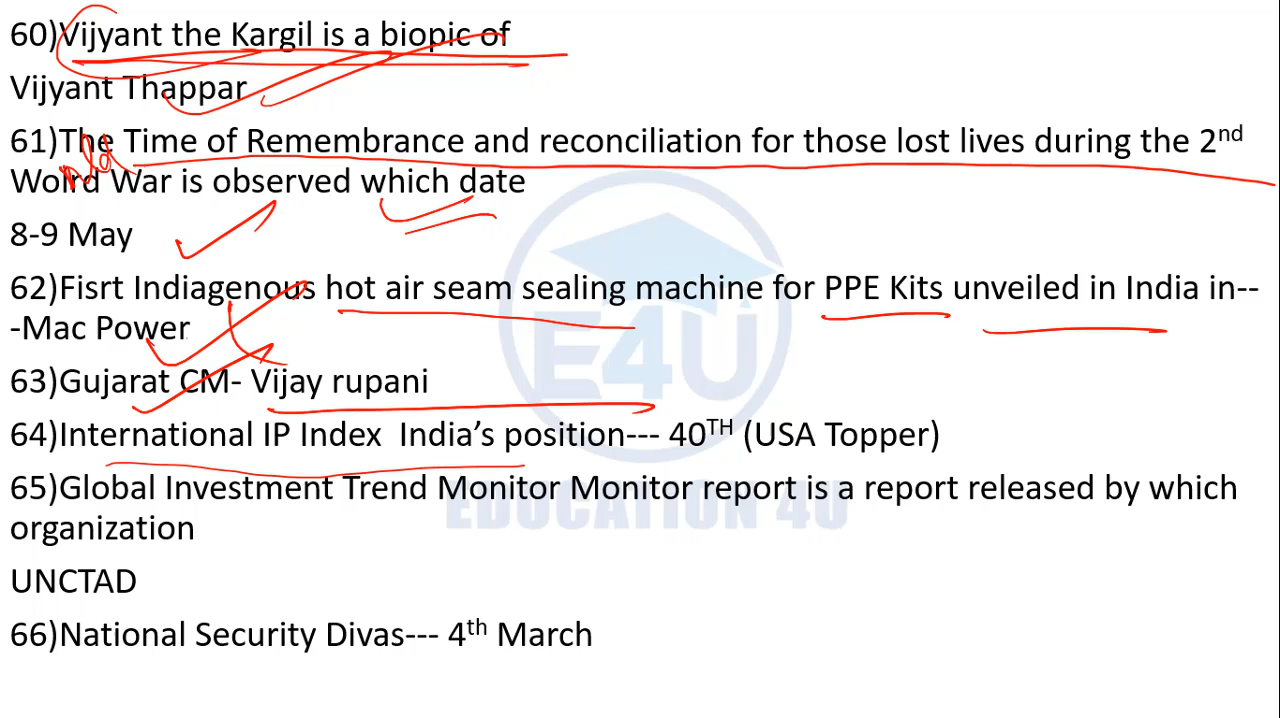 60)Vijyant the Kargil is a biopic of
Vijyant Thappar
61)The Time of Remembrance and reconciliation for those lost lives during the 2nd
Wolrd War is observed which date
8-9 May
62)Fisrt Indiagenous hot air seam sealing machine for PPE Kits unveiled in India in--
-Mac Power
63)Gujarat CM- Vijay rupani
64)International IP Index India's position--- 40TH (USA Topper)
65)Global Investment Trend Monitor Monitor report is a report released by which
organization
UNCTAD
66)National Security Divas--- 4th March
E4U
EDUCATION 4U